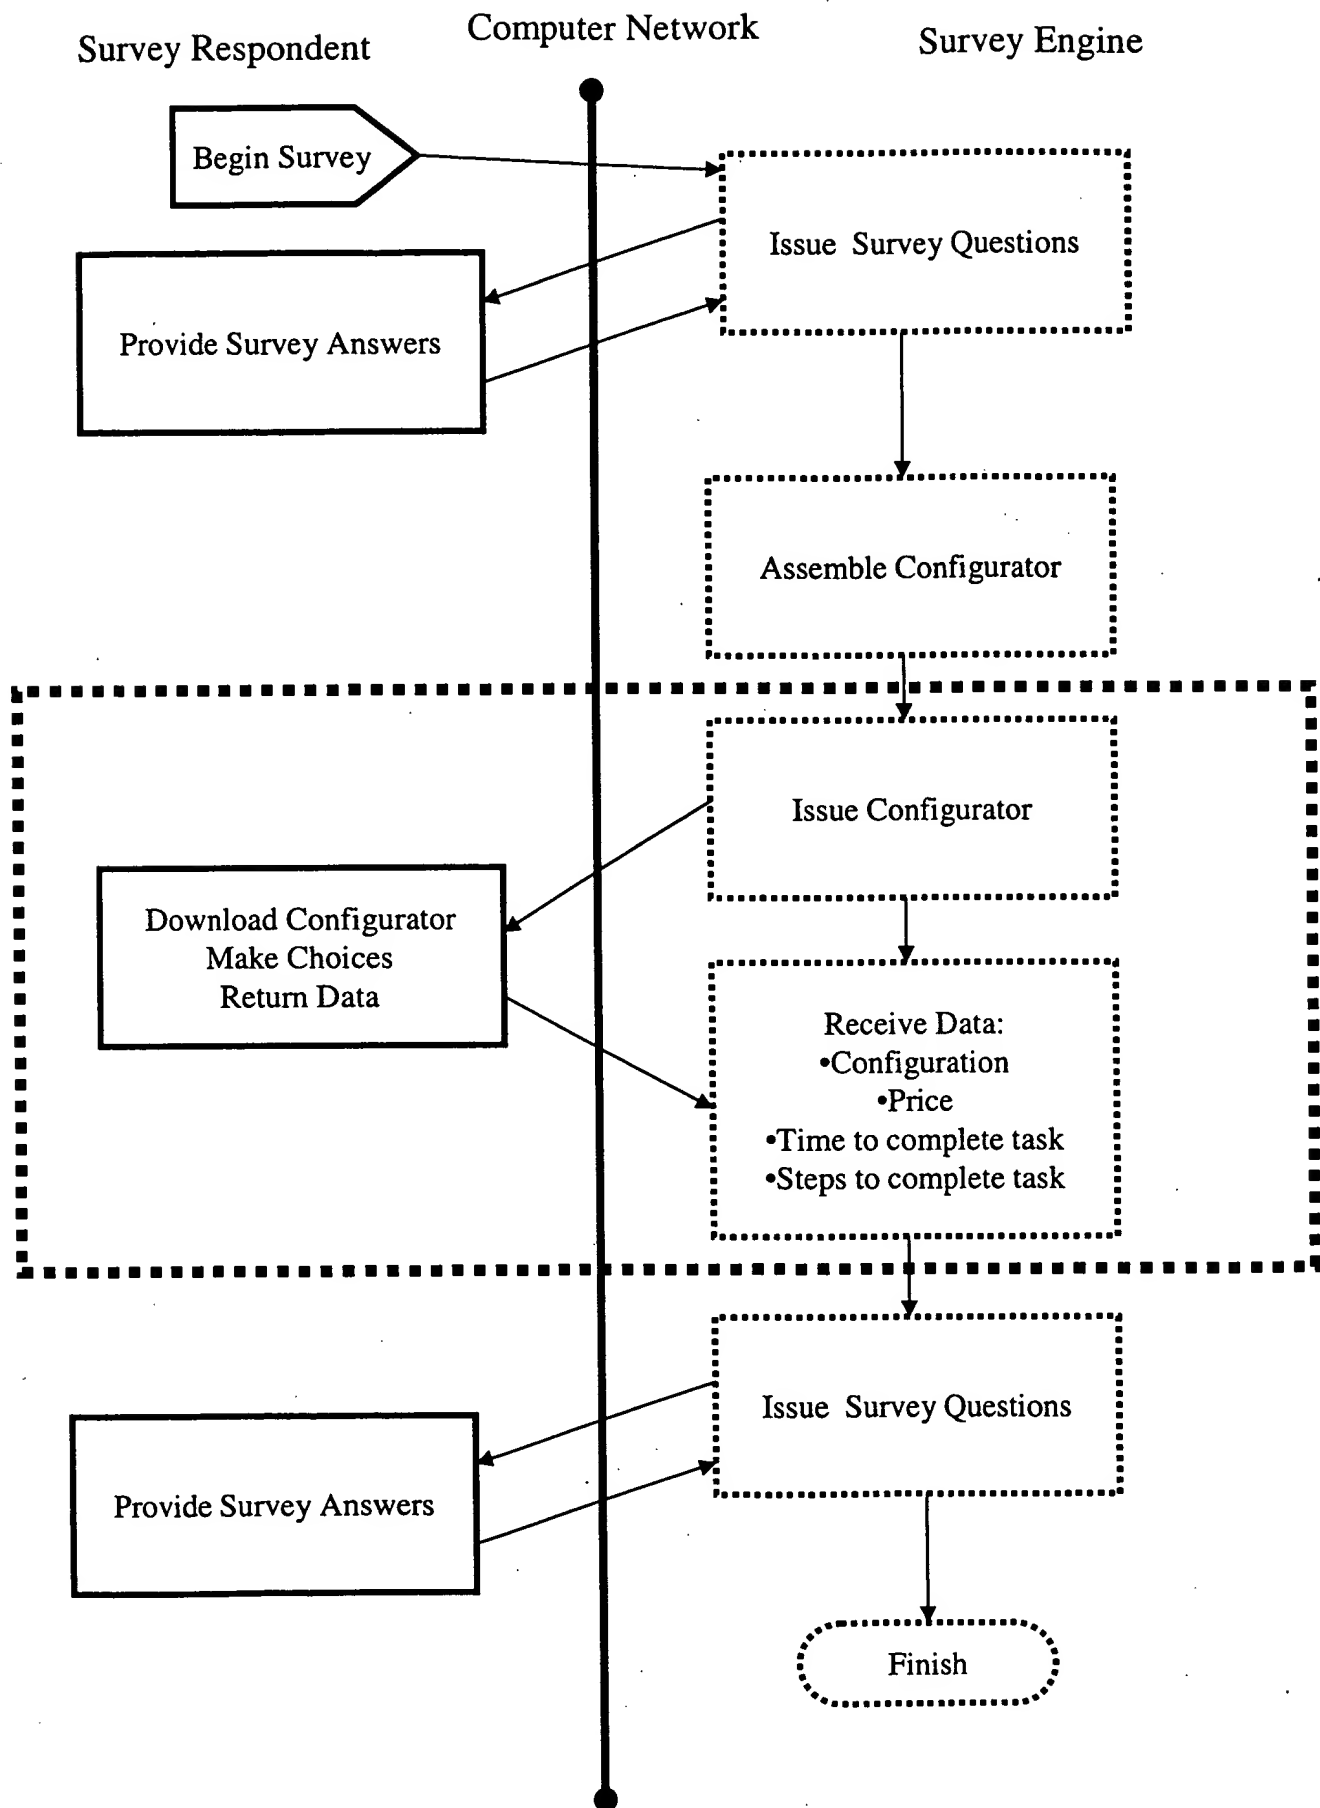 Survey Respondent
Computer Network
Survey Engine
Begin Survey
Issue Survey Questions
Provide Survey Answers
Assemble Configurator
Issue Configurator
Download Configurator
Make Choices
Return Data
Receive Data:
•Configuration
•Price
•Time to complete task
•Steps to complete task
Issue Survey Questions
Provide Survey Answers
Finish